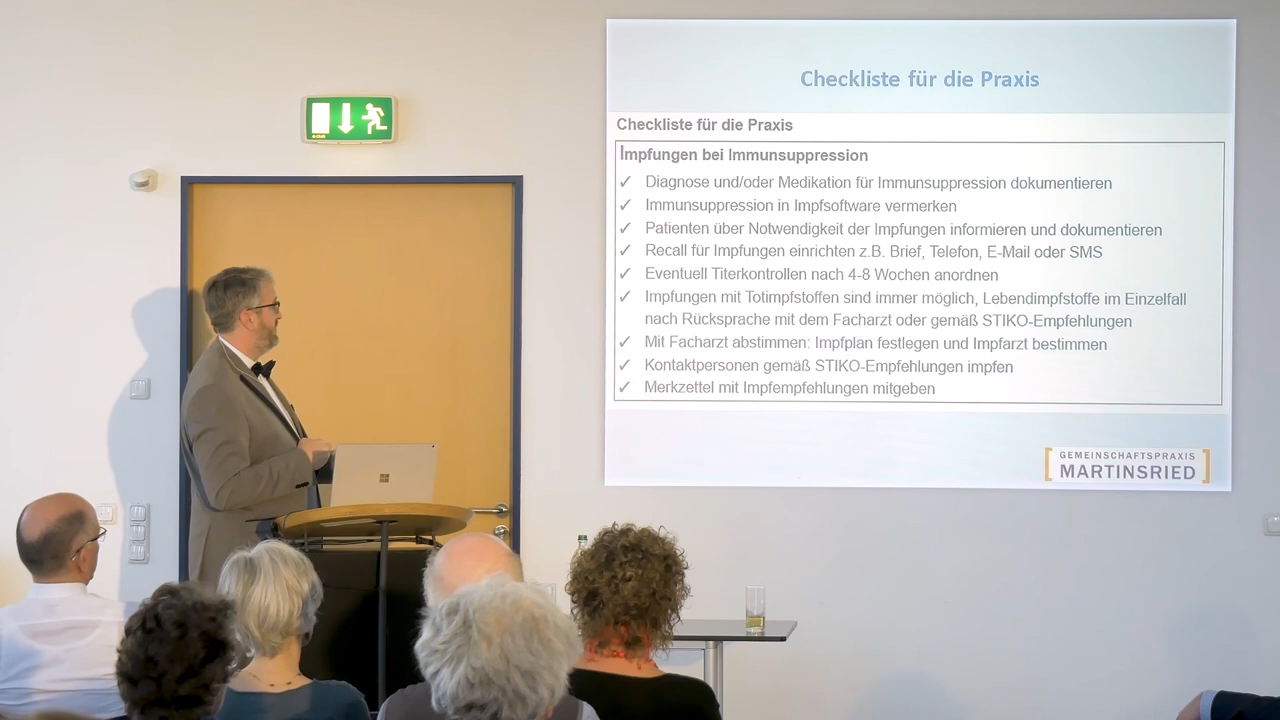 Checkliste für die Praxis
Checkliste für die Praxis
Impfungen bei Immunsuppression
✓ Diagnose und/oder Medikation für Immunsuppression dokumentieren
✓ Immunsuppression in Impfsoftware vermerken
✓ Patienten über Notwendigkeit der Impfungen informieren und dokumentieren
✓ Recall für Impfungen einrichten z.B. Brief, Telefon, E-Mail oder SMS
✓ Eventuell Titerkontrollen nach 4-8 Wochen anordnen
✓ Impfungen mit Totimpfstoffen sind immer möglich, Lebendimpfstoffe im Einzelfall
nach Rücksprache mit dem Facharzt oder gemäß STIKO-Empfehlungen
✓ Mit Facharzt abstimmen: Impfplan festlegen und Impfarzt bestimmen
✓ Kontaktpersonen gemäß STIKO-Empfehlungen impfen
✓ Merkzettel mit Impfempfehlungen mitgeben
GEMEINSCHAFTSPRAXIS
MARTINSRIED